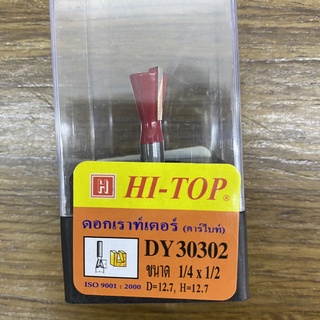 H HI-TOP®
ดอกเราท์เตอร์ (คาร์ไบท์)
DY 30302
ขนาด 1/4 x 1/2
ISO 9001 : 2000 D=12.7, H=12.7